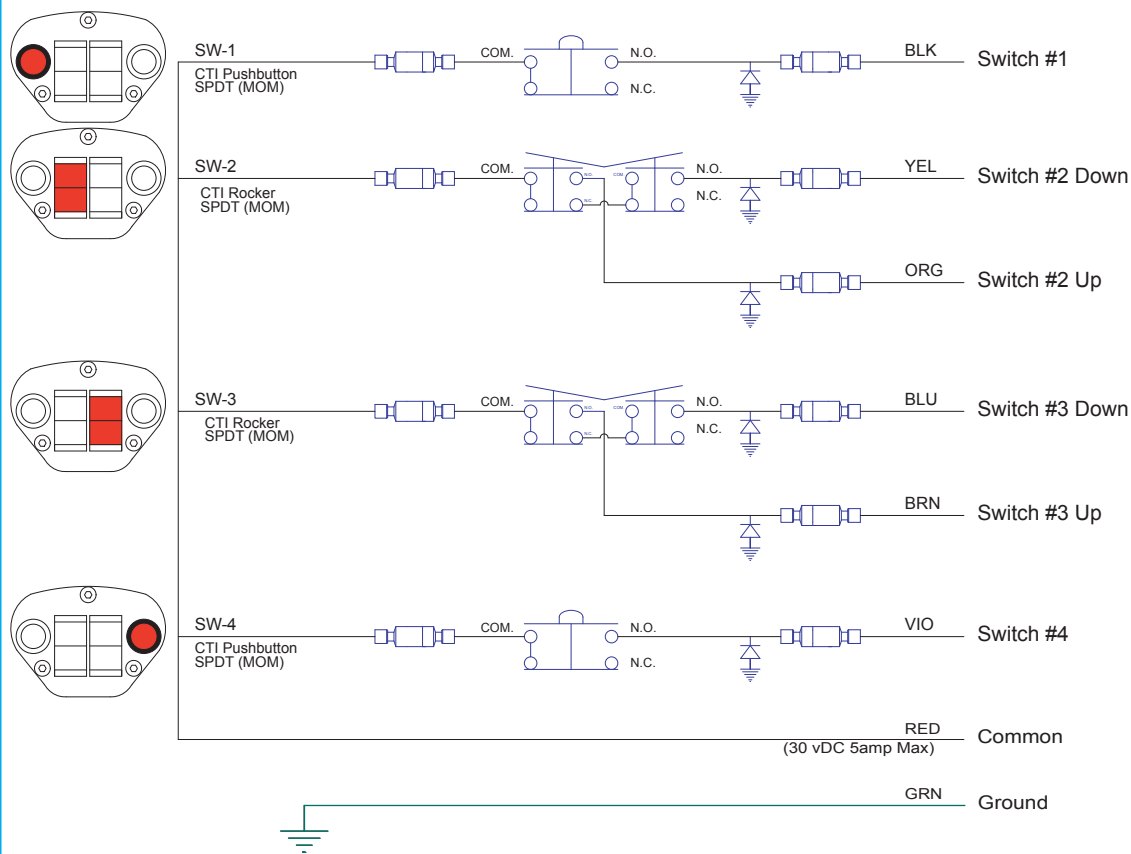 SW-1
CTI Pushbutton
SPDT (MOM)
COM.
N.O.
N.C.
BLK
Switch #1
SW-2
CTI Rocker
SPDT (MOM)
COM.
N.O.
N.C.
COM.
N.O.
N.C.
YEL
Switch #2 Down
ORG
Switch #2 Up
SW-3
CTI Rocker
SPDT (MOM)
COM.
N.O.
N.C.
COM.
N.O.
N.C.
BLU
Switch #3 Down
BRN
Switch #3 Up
SW-4
CTI Pushbutton
SPDT (MOM)
COM.
N.O.
N.C.
VIO
Switch #4
RED
(30 vDC 5amp Max)
Common
GRN
Ground